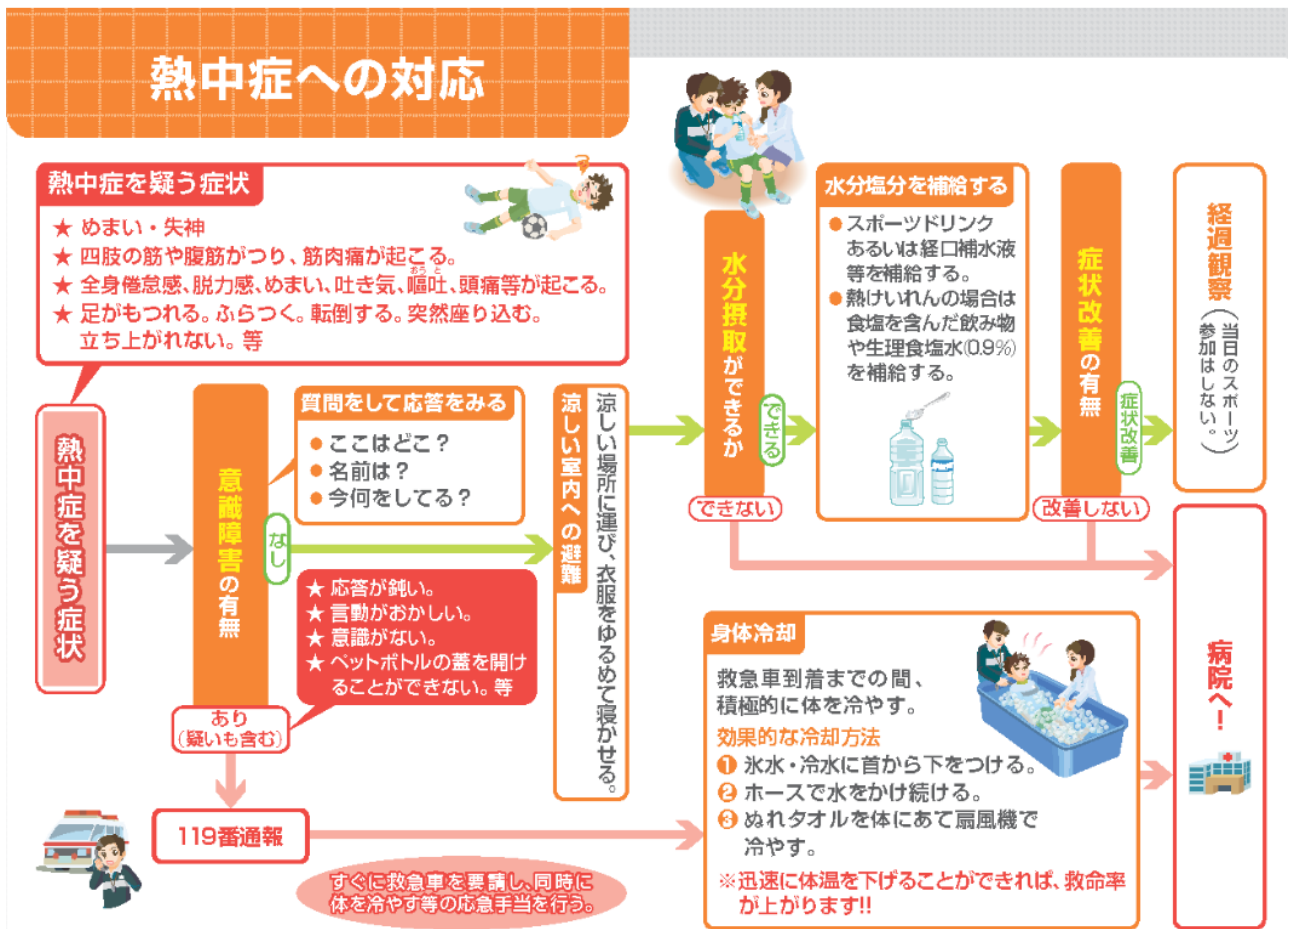 熱中症への対応
熱中症を疑う症状
★ めまい・失神
★ 四肢の筋や腹筋がつり、筋肉痛が起こる。
おう と
★ 全身倦怠感、脱力感、めまい、吐き気、嘔吐、頭痛等が起こる。
★ 足がもつれる。ふらつく。転倒する。突然座り込む。
立ち上がれない。等
熱中症を疑う症状
意識障害の有無
質問をして応答をみる
● ここはどこ？
● 名前は？
● 今何をしてる？
なし
★ 応答が鈍い。
★ 言動がおかしい。
★ 意識がない。
★ ペットボトルの蓋を開け
ることができない。等
あり
(疑いも含む)
119番通報
すぐに救急車を要請し、同時に
体を冷やす等の応急手当を行う。
涼しい室内への避難
涼しい場所に運び、衣服をゆるめて寝かせる。
水分摂取ができるか
できる
できない
水分塩分を補給する
● スポーツドリンク
あるいは経口補水液
等を補給する。
● 熱けいれんの場合は
食塩を含んだ飲み物
や生理食塩水(0.9%)
を補給する。
症状改善の有無
症状改善
改善しない
経過観察
(当日のスポーツ
参加はしない。)
身体冷却
救急車到着までの間、
積極的に体を冷やす。
効果的な冷却方法
❶ 氷水・冷水に首から下をつける。
❷ ホースで水をかけ続ける。
❸ ぬれタオルを体にあて扇風機で
冷やす。
※迅速に体温を下げることができれば、救命率
が上がります!!
病院へ！